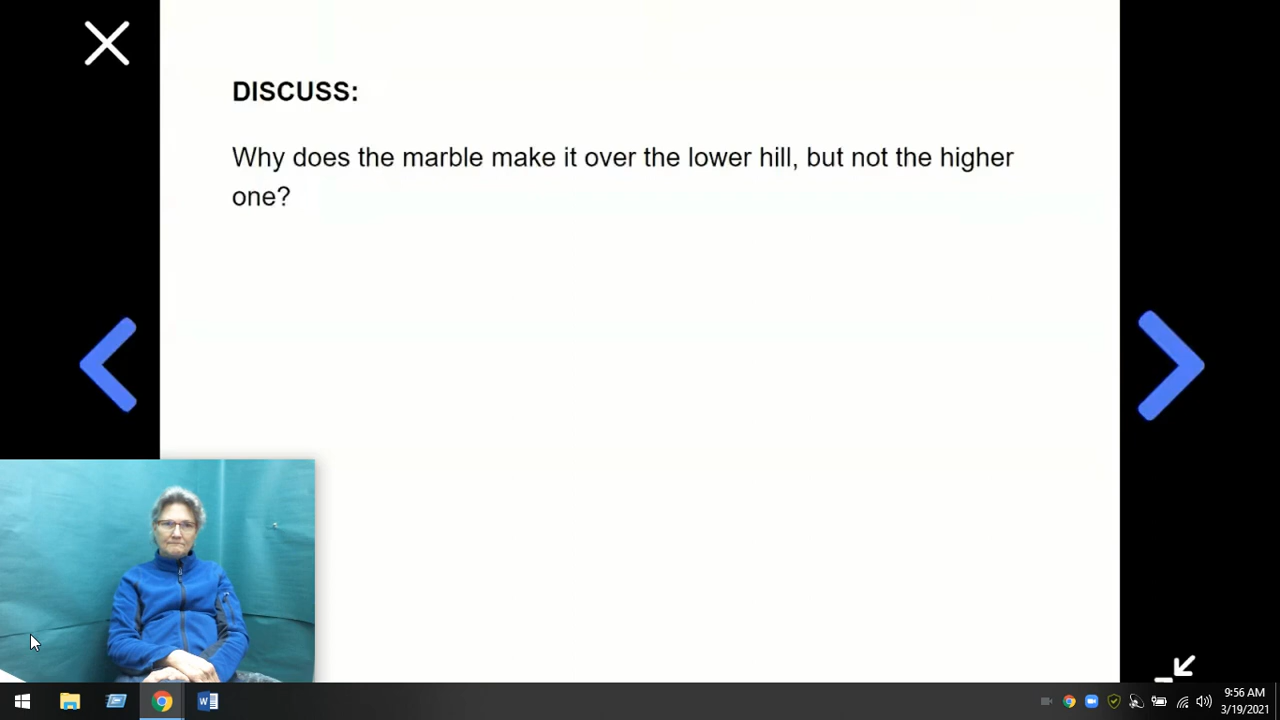 DISCUSS:
Why does the marble make it over the lower hill, but not the higher
one?
9:56 AM
3/19/2021